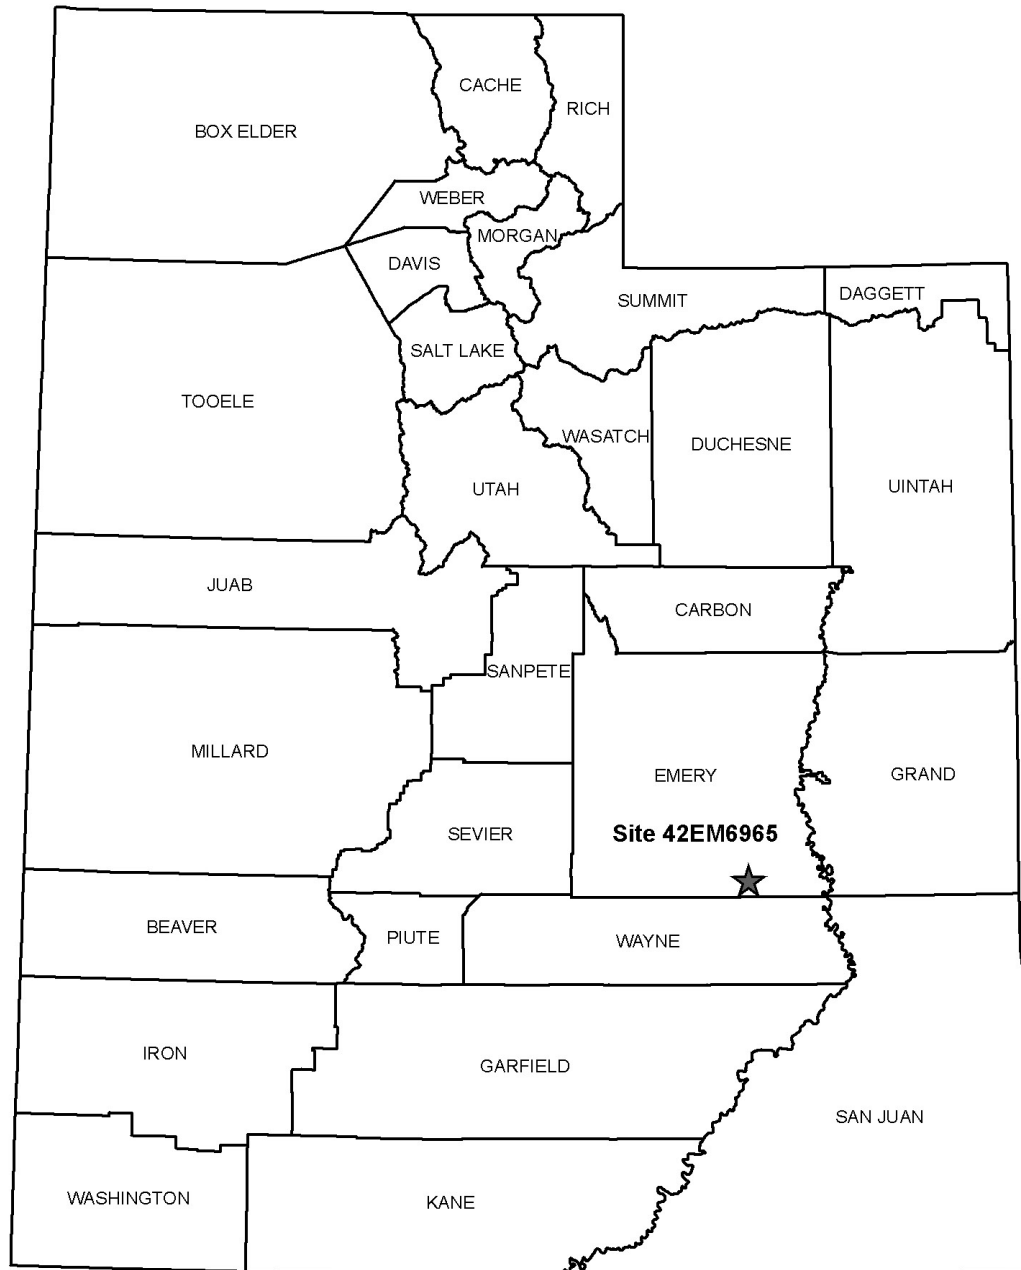 CACHE
RICH
BOX ELDER
WEBER
MORGAN
DAVIS
DAGGETT
SUMMIT
SALT LAKE
TOOELE
WASATCH
DUCHESNE
UINTAH
UTAH
JUAB
CARBON
SANPETE
MILLARD
EMERY
GRAND
Site 42EM6965
SEVIER
BEAVER
PIUTE
WAYNE
IRON
GARFIELD
SAN JUAN
WASHINGTON
KANE